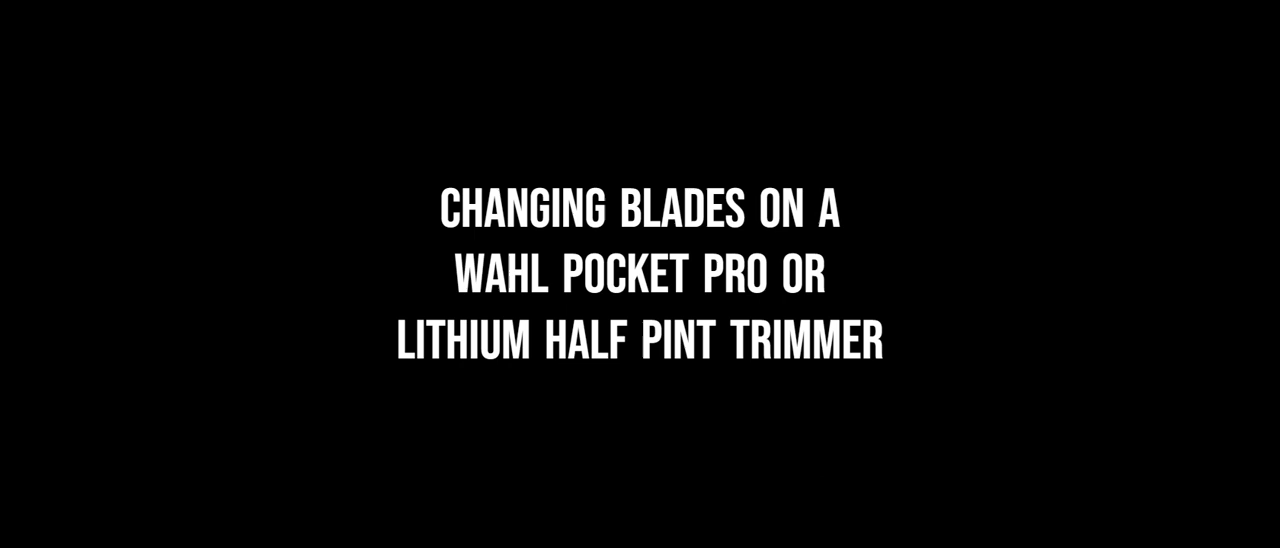 CHANGING BLADES ON A
WAHL POCKET PRO OR
LITHIUM HALF PINT TRIMMER